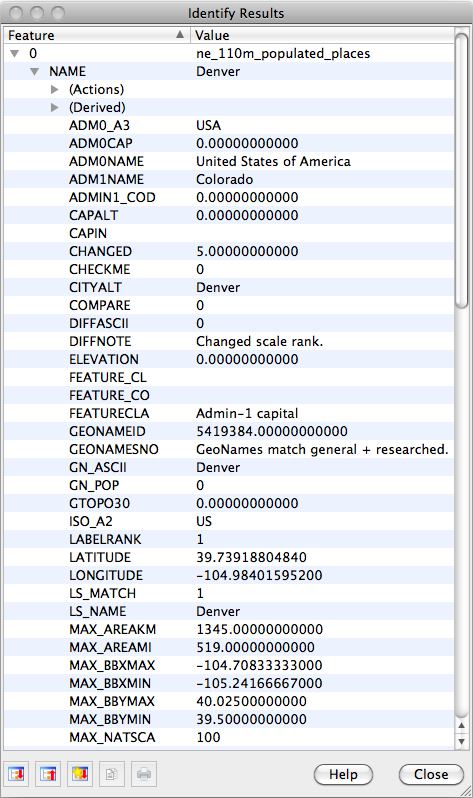 Identify Results
Feature Value
0 ne_110m_populated_places
NAME Denver
(Actions)
(Derived)
ADM0_A3 USA
ADM0CAP 0.00000000000
ADM0NAME United States of America
ADM1NAME Colorado
ADMIN1_COD 0.00000000000
CAPALT 0.00000000000
CAPIN
CHANGED 5.00000000000
CHECKME 0
CITYALT Denver
COMPARE 0
DIFFASCII 0
DIFFNOTE Changed scale rank.
ELEVATION 0.00000000000
FEATURE_CL
FEATURE_CO
FEATURECLA Admin-1 capital
GEONAMEID 5419384.00000000000
GEONAMESNO GeoNames match general + researched.
GN_ASCII Denver
GN_POP 0
GTOPO30 0.00000000000
ISO_A2 US
LABELRANK 1
LATITUDE 39.73918804840
LONGITUDE -104.98401595200
LS_MATCH 1
LS_NAME Denver
MAX_AREAKM 1345.00000000000
MAX_AREAMI 519.00000000000
MAX_BBXMAX -104.70833333000
MAX_BBXMIN -105.24166667000
MAX_BBYMAX 40.02500000000
MAX_BBYMIN 39.50000000000
MAX_NATSCA 100
Help Close